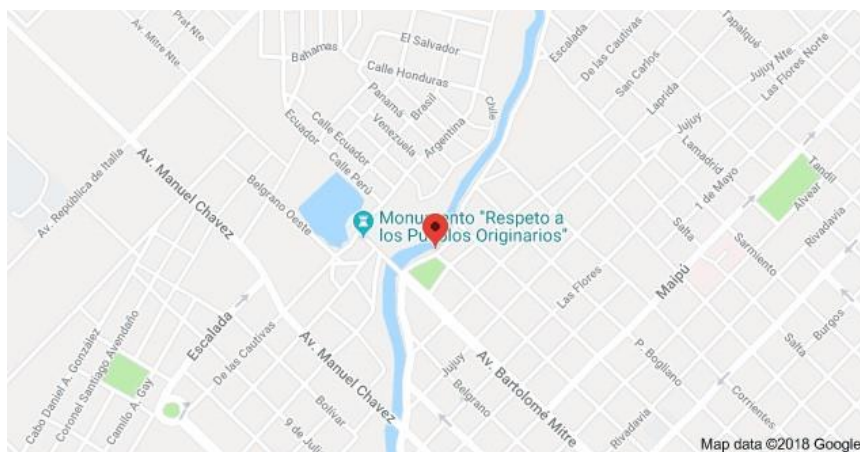 Prat Nte
Av. Mitre Nte.
Bahamas
El Salvador
Calle Honduras
Panamá
Brasil
Venezuela
Argentina
Chile
Ecuador
Calle Ecuador
Calle Perú
Escalada
De las Cautivas
San Carlos
Laprida
Tapalqué
Jujuy Nte.
Las Flores Norte
Jujuy
Lamadrid
1 de Mayo
Salta
Tandil
Alvear
Rivadavia
Sarmiento
Av. República de Italia
Av. Manuel Chavez
Belgrano Oeste
Monumento "Respeto a
los Pueblos Originarios"
Las Flores
Maipú
Burgos
Salta
P. Bogliano
Corrientes
Rivadavia
Escalada
De las Cautivas
Av. Manuel Chavez
Av. Bartolomé Mitre
Jujuy
Belgrano
Bolívar
9 de Juli
Cabo Daniel A. González
Coronel Santiago Avendaño
Camilo A. Gay
Map data ©2018 Google